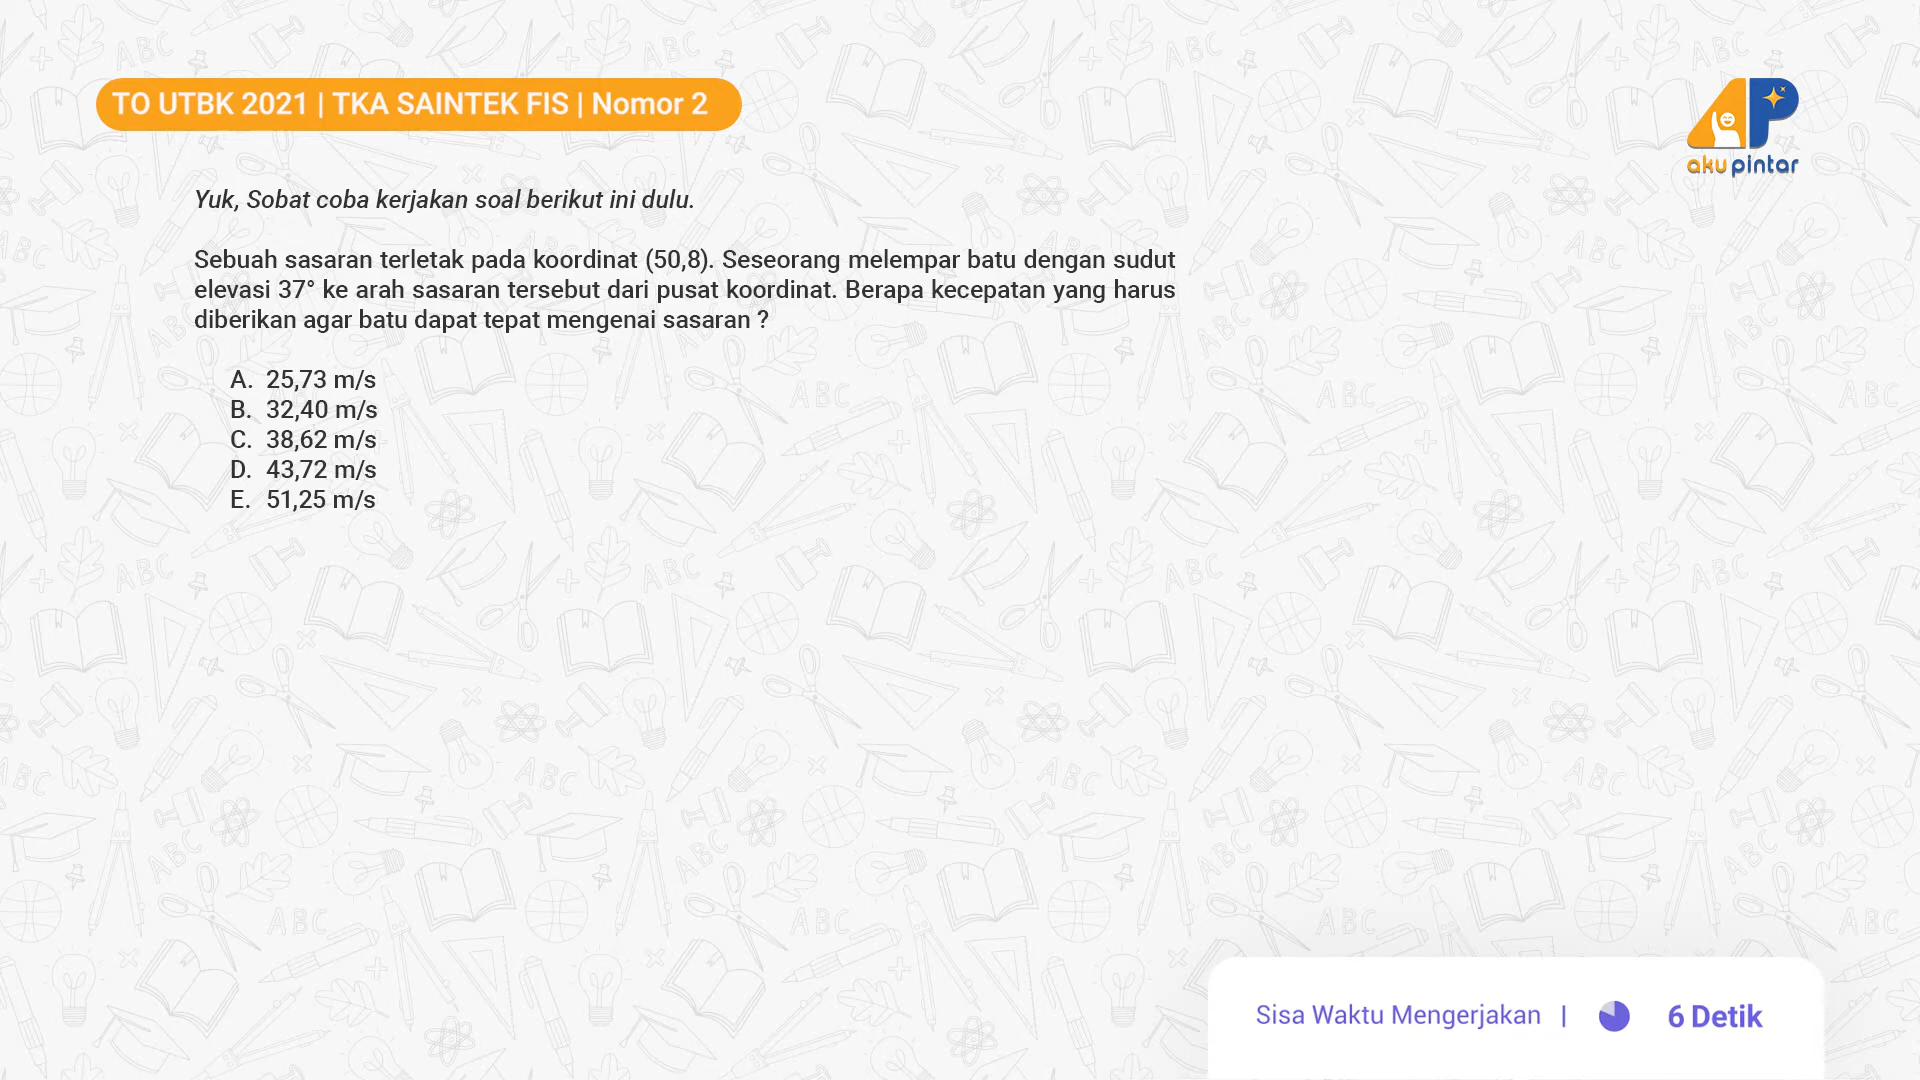 TO UTBK 2021 | TKA SAINTEK FIS | Nomor 2
akupintar
Yuk, Sobat coba kerjakan soal berikut ini dulu.
Sebuah sasaran terletak pada koordinat (50,8). Seseorang melempar batu dengan sudut
elevasi 37° ke arah sasaran tersebut dari pusat koordinat. Berapa kecepatan yang harus
diberikan agar batu dapat tepat mengenai sasaran ?
A. 25,73 m/s
B. 32,40 m/s
C. 38,62 m/s
D. 43,72 m/s
E. 51,25 m/s
Sisa Waktu Mengerjakan | 6 Detik